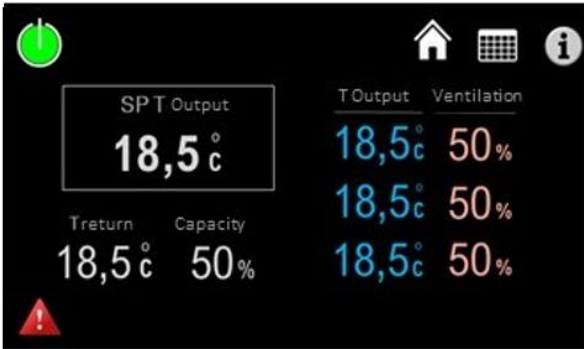 SP T Output
18,5°C
Treturn Capacity
18,5°C 50%
T Output Ventilation
18,5°C 50%
18,5°C 50%
18,5°C 50%